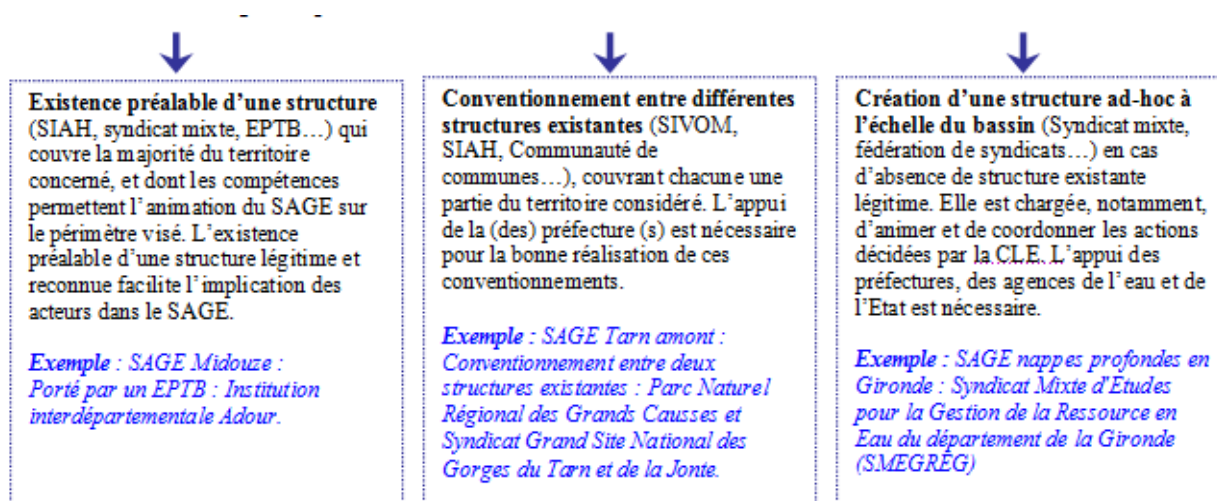 Existence préalable d’une structure
(SIAH, syndicat mixte, EPTB…) qui
couvre la majorité du territoire
concerné, et dont les compétences
permettent l’animation du SAGE sur
le périmètre visé. L’existence
préalable d’une structure légitime et
reconnue facilite l’implication des
acteurs dans le SAGE.
Exemple : SAGE Midouze :
Porté par un EPTB : Institution
interdépartementale Adour.
Conventionnement entre différentes
structures existantes (SIVOM,
SIAH, Communauté de
communes…), couvrant chacune une
partie du territoire considéré. L’appui
de la (des) préfecture (s) est nécessaire
pour la bonne réalisation de ces
conventionnements.
Exemple : SAGE Tarn amont :
Conventionnement entre deux
structures existantes : Parc Naturel
Régional des Grands Causses et
Syndicat Grand Site National des
Gorges du Tarn et de la Jonte.
Création d’une structure ad-hoc à
l’échelle du bassin (Syndicat mixte,
fédération de syndicats…) en cas
d’absence de structure existante
légitime. Elle est chargée, notamment,
d’animer et de coordonner les actions
décidées par la CLE. L’appui des
préfectures, des agences de l’eau et de
l’Etat est nécessaire.
Exemple : SAGE nappes profondes en
Gironde : Syndicat Mixte d'Etudes
pour la Gestion de la Ressource en
Eau du département de la Gironde
(SMEGREG)